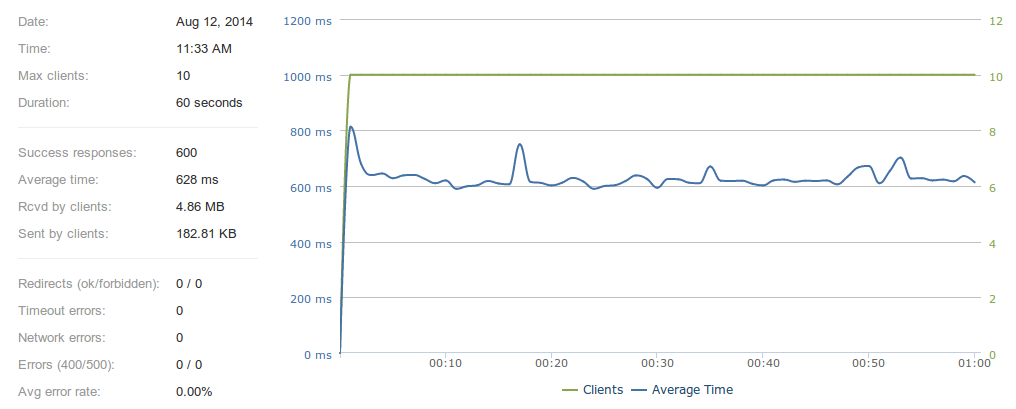 Date: Aug 12, 2014
Time: 11:33 AM
Max clients: 10
Duration: 60 seconds
Success responses: 600
Average time: 628 ms
Rcvd by clients: 4.86 MB
Sent by clients: 182.81 KB
Redirects (ok/forbidden): 0 / 0
Timeout errors: 0
Network errors: 0
Errors (400/500): 0 / 0
Avg error rate: 0.00%
1200 ms 12
1000 ms 10
800 ms 8
600 ms 6
400 ms 4
200 ms 2
0 ms 0
00:10 00:20 00:30 00:40 00:50 01:00
Clients Average Time